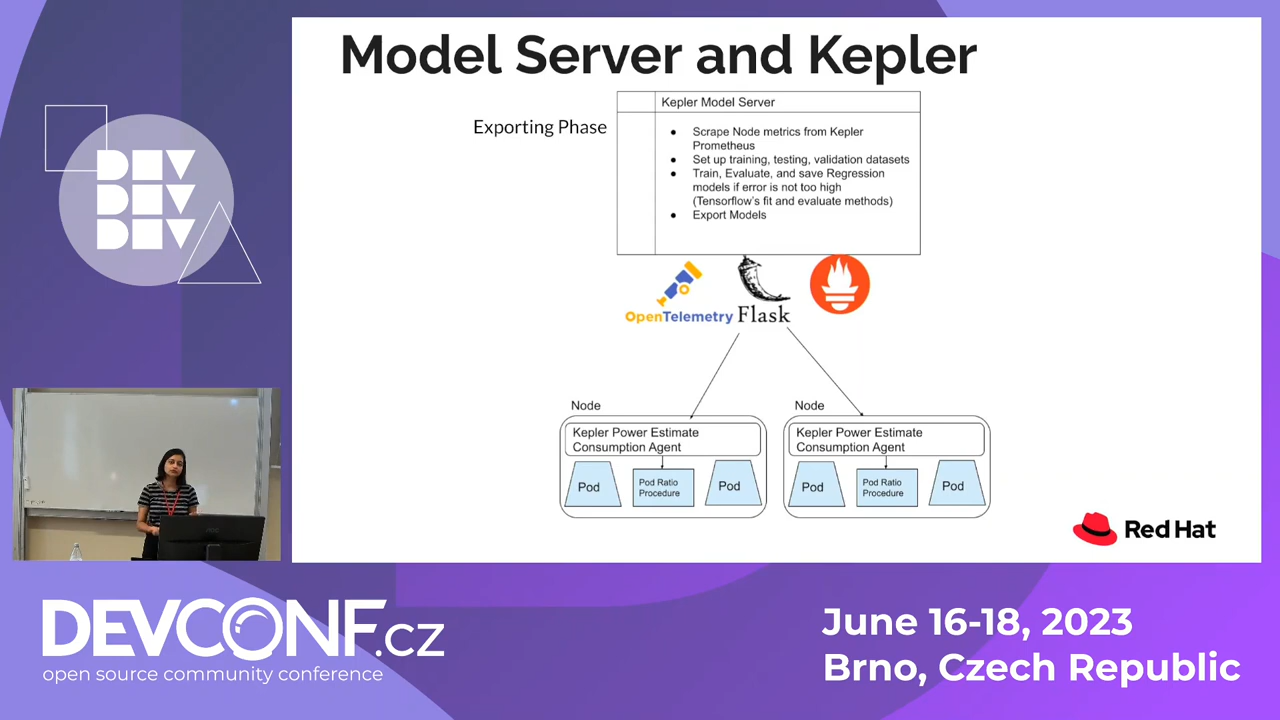 Model Server and Kepler
Exporting Phase
Kepler Model Server
● Scrape Node metrics from Kepler
Prometheus
● Set up training, testing, validation datasets
● Train, Evaluate, and save Regression
models if error is not too high
(Tensorflow's fit and evaluate methods)
● Export Models
OpenTelemetry
Flask
Node
Kepler Power Estimate
Consumption Agent
Pod
Pod Ratio
Procedure
Pod
Node
Kepler Power Estimate
Consumption Agent
Pod
Pod Ratio
Procedure
Pod
Red Hat
DEV
DEV
DEV
DEVCONF.cz
open source community conference
June 16-18, 2023
Brno, Czech Republic